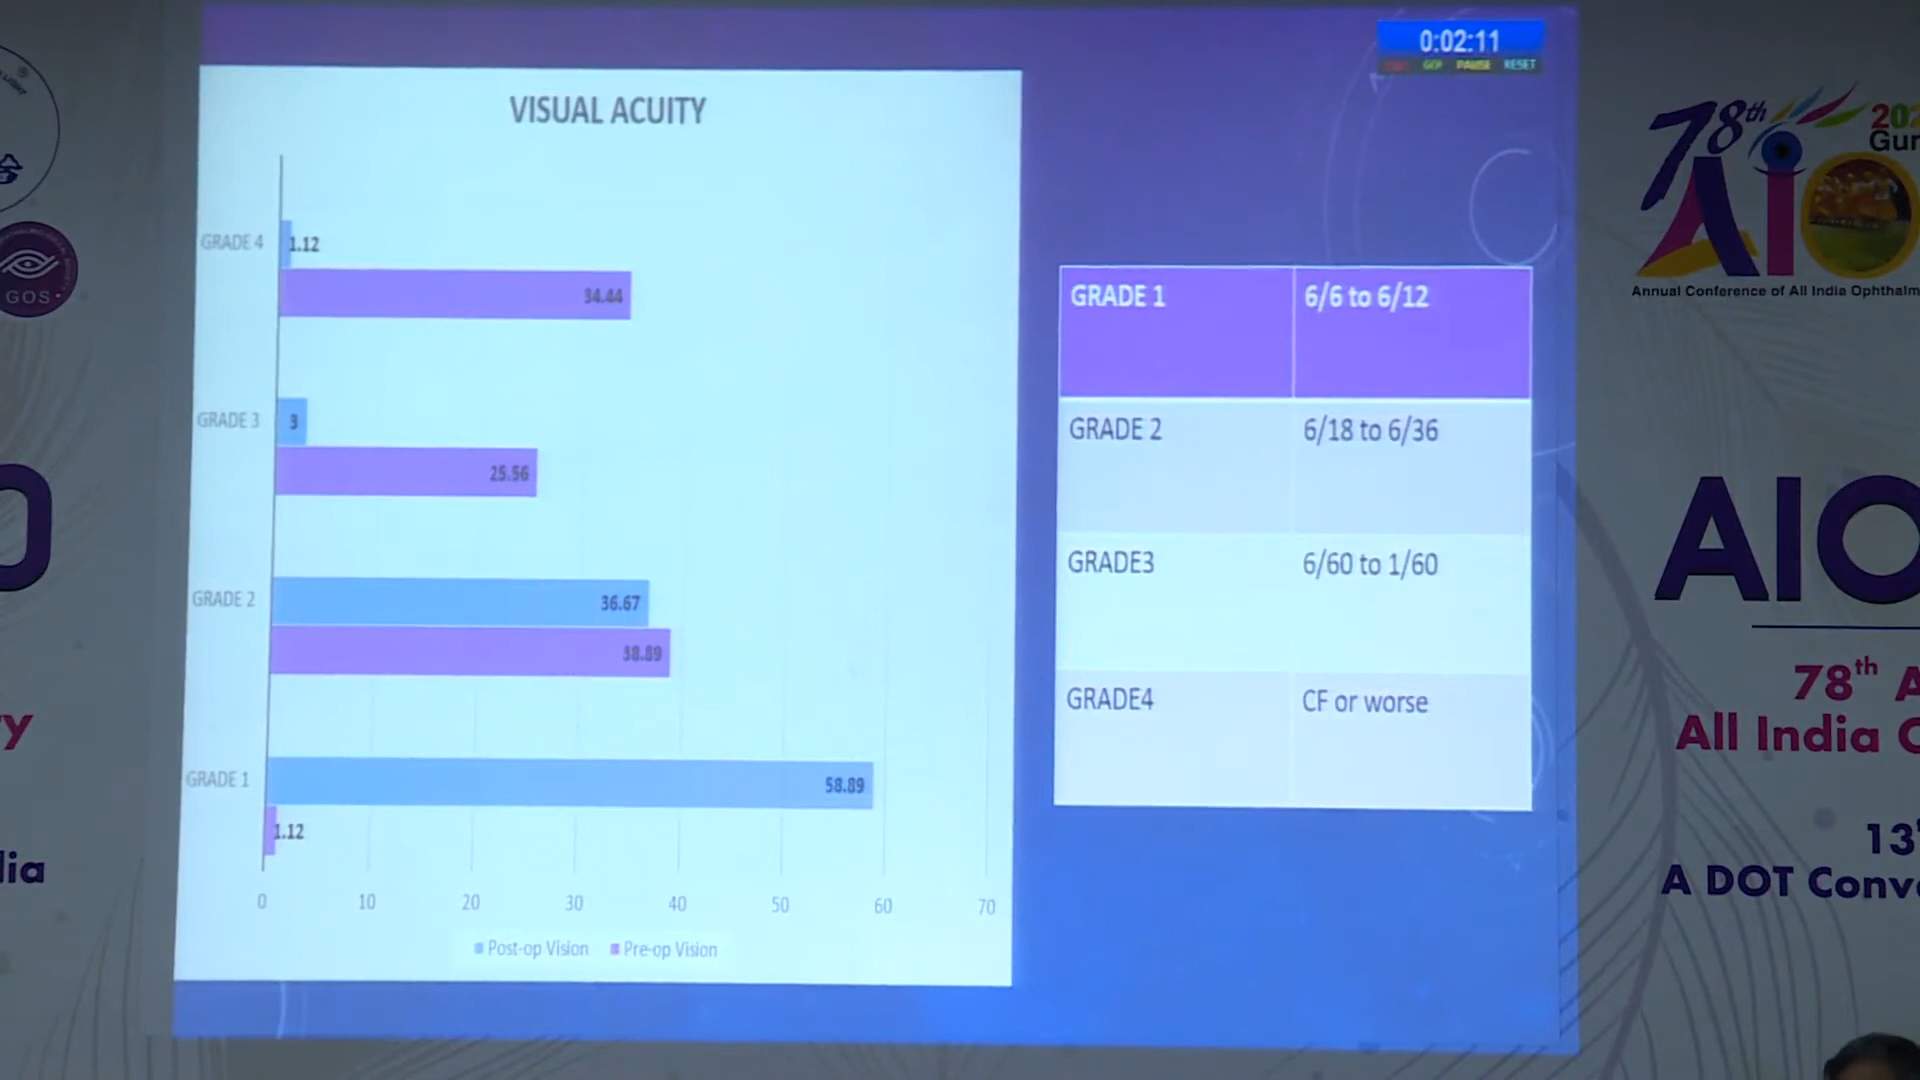 0:02:11
GO!
PAUSE
RESET
VISUAL ACUITY
GRADE 4
1.12
34.44
GRADE 3
3
25.56
GRADE 2
36.67
38.89
GRADE 1
58.89
1.12
0 10 20 30 40 50 60 70
Post-op Vision
Pre-op Vision
GRADE 1 6/6 to 6/12
GRADE 2 6/18 to 6/36
GRADE3 6/60 to 1/60
GRADE4 CF or worse
GOS
78th
AIO
Annual Conference of All India
AIO
78th A
All India
A DOT